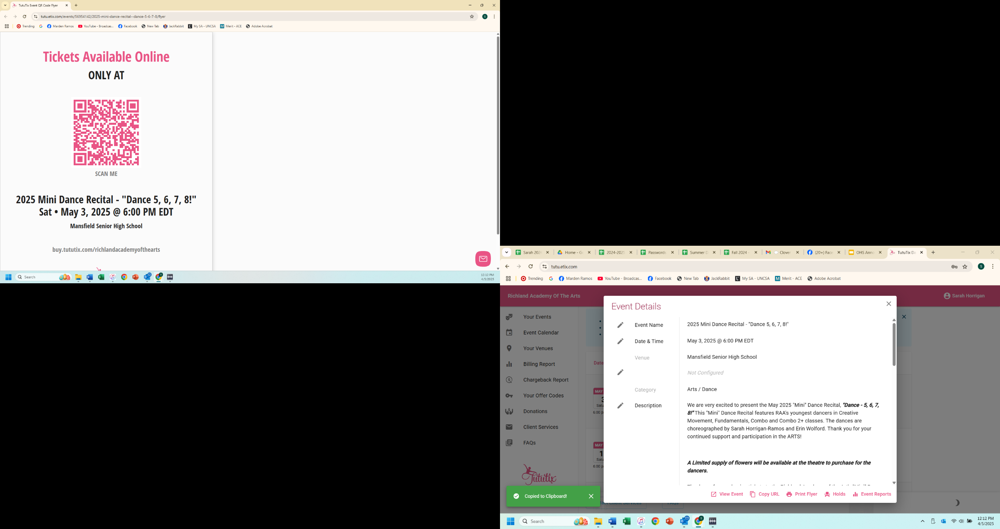 TutuTix Event QR Code Flyer
tutu.etix.com/events/56954142/2025-mini-dance-recital--dance-5-6-7-8/flyer
S
Trending
Marden Ramos
YouTube - Broadcas...
Facebook
New Tab
JackRabbit
My SA - UNCSA
Merit - ACE
Adobe Acrobat
Tickets Available Online
ONLY AT
SCAN ME
2025 Mini Dance Recital - "Dance 5, 6, 7, 8!"
Sat • May 3, 2025 @ 6:00 PM EDT
Mansfield Senior High School
buy.tututix.com/richlandacademyofthearts
Search
12:12 PM
4/5/2025
Sarah 202
Home - Go
2024-2025
Passwords
Summer D
Fall 2024 -
Clover
(20+) Face
OHS Anno
TutuTix Da
tutu.etix.com
S
Trending
Marden Ramos
YouTube - Broadcas...
Facebook
New Tab
JackRabbit
My SA - UNCSA
Merit - ACE
Adobe Acrobat
Richland Academy Of The Arts
Sarah Horrigan
Your Events
Event Calendar
Your Venues
Billing Report
Chargeback Report
Your Offer Codes
Donations
Client Services
FAQs
Tututix
Date
MAY
3
Satu
6:00 p
MAY
1
Satu
6:00 p
Event Details
Event Name
2025 Mini Dance Recital - "Dance 5, 6, 7, 8!"
Date & Time
May 3, 2025 @ 6:00 PM EDT
Venue
Mansfield Senior High School
Not Configured
Category
Arts / Dance
Description
We are very excited to present the May 2025 "Mini" Dance Recital, "Dance - 5, 6, 7,
8!" This "Mini" Dance Recital features RAA's youngest dancers in Creative
Movement, Fundamentals, Combo and Combo 2+ classes. The dances are
choreographed by Sarah Horrigan-Ramos and Erin Wolford. Thank you for your
continued support and participation in the ARTS!
A Limited supply of flowers will be available at the theatre to purchase for the
dancers.
View Event
Copy URL
Print Flyer
Holds
Event Reports
Copied to Clipboard!
Search
12:12 PM
4/5/2025